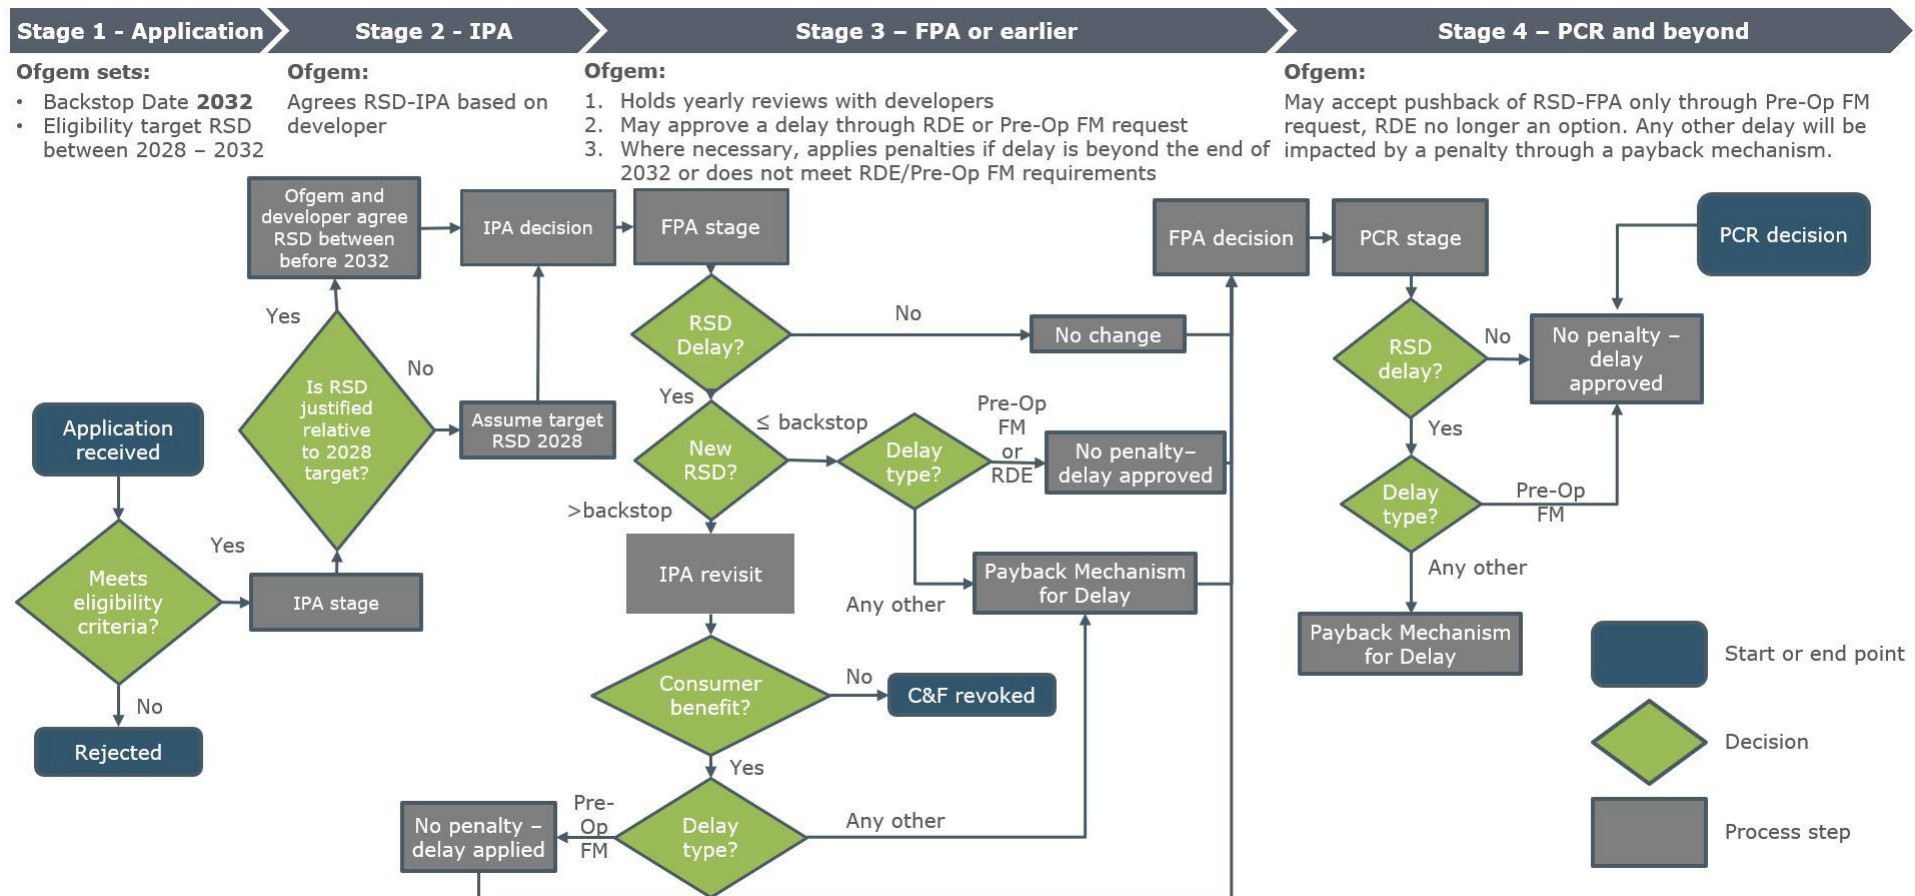 Stage 1 - Application
Stage 2 - IPA
Stage 3 – FPA or earlier
Stage 4 – PCR and beyond
Ofgem sets:
• Backstop Date 2032
• Eligibility target RSD
between 2028 – 2032
Ofgem:
Agrees RSD-IPA based on
developer
Ofgem:
1. Holds yearly reviews with developers
2. May approve a delay through RDE or Pre-Op FM request
3. Where necessary, applies penalties if delay is beyond the end of
2032 or does not meet RDE/Pre-Op FM requirements
Ofgem:
May accept pushback of RSD-FPA only through Pre-Op FM
request, RDE no longer an option. Any other delay will be
impacted by a penalty through a payback mechanism.
Application
received
Meets
eligibility
criteria?
Yes
No
Rejected
IPA stage
Is RSD
justified
relative
to 2028
target?
Yes
No
Ofgem and
developer agree
RSD between
before 2032
Assume target
RSD 2028
IPA decision
FPA stage
RSD
Delay?
No
No change
Yes
New
RSD?
≤ backstop
Delay
type?
Pre-Op
FM
or
RDE
No penalty–
delay approved
>backstop
IPA revisit
Any other
Payback Mechanism
for Delay
Consumer
benefit?
No
C&F revoked
Yes
Delay
type?
Pre-
Op
FM
No penalty –
delay applied
Any other
FPA decision
PCR stage
RSD
delay?
No
No penalty –
delay
approved
PCR decision
Yes
Delay
type?
Pre-Op
FM
Any other
Payback Mechanism
for Delay
Start or end point
Decision
Process step